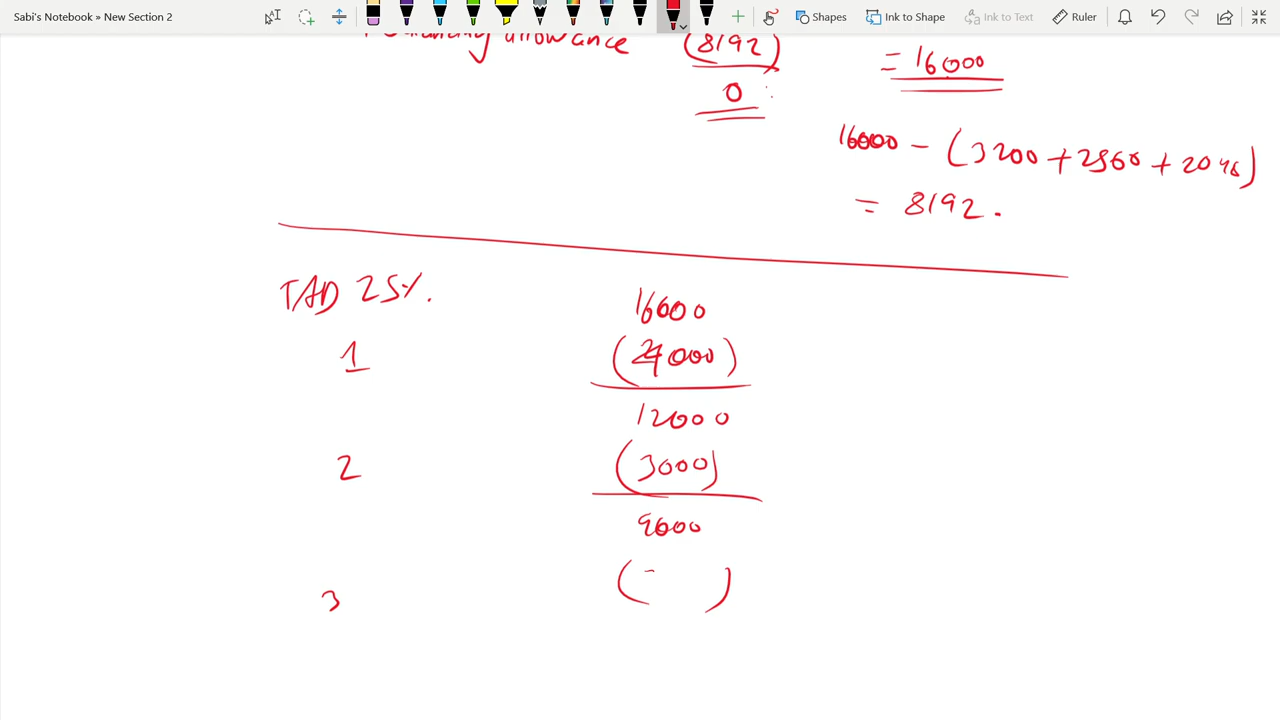 Sabi's Notebook » New Section 2
Shapes
Ink to Shape
Ink to Text
Ruler
allowance (8192) = 16000
0
16000 - (3200 + 2560 + 2048)
= 8192.
TAD 25%.
16000
1 (4000)
12000
2 (3000)
9000
3 ( )